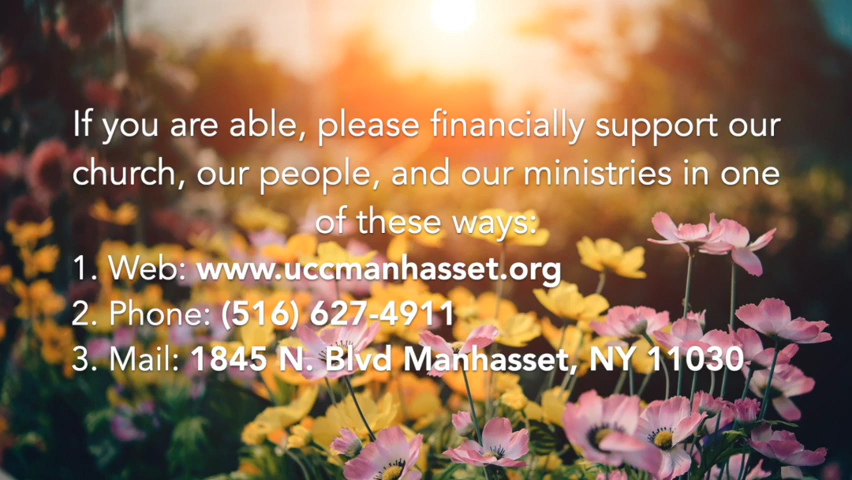 If you are able, please financially support our
church, our people, and our ministries in one
of these ways:
1. Web: www.uccmanhasset.org
2. Phone: (516) 627-4911
3. Mail: 1845 N. Blvd Manhasset, NY 11030